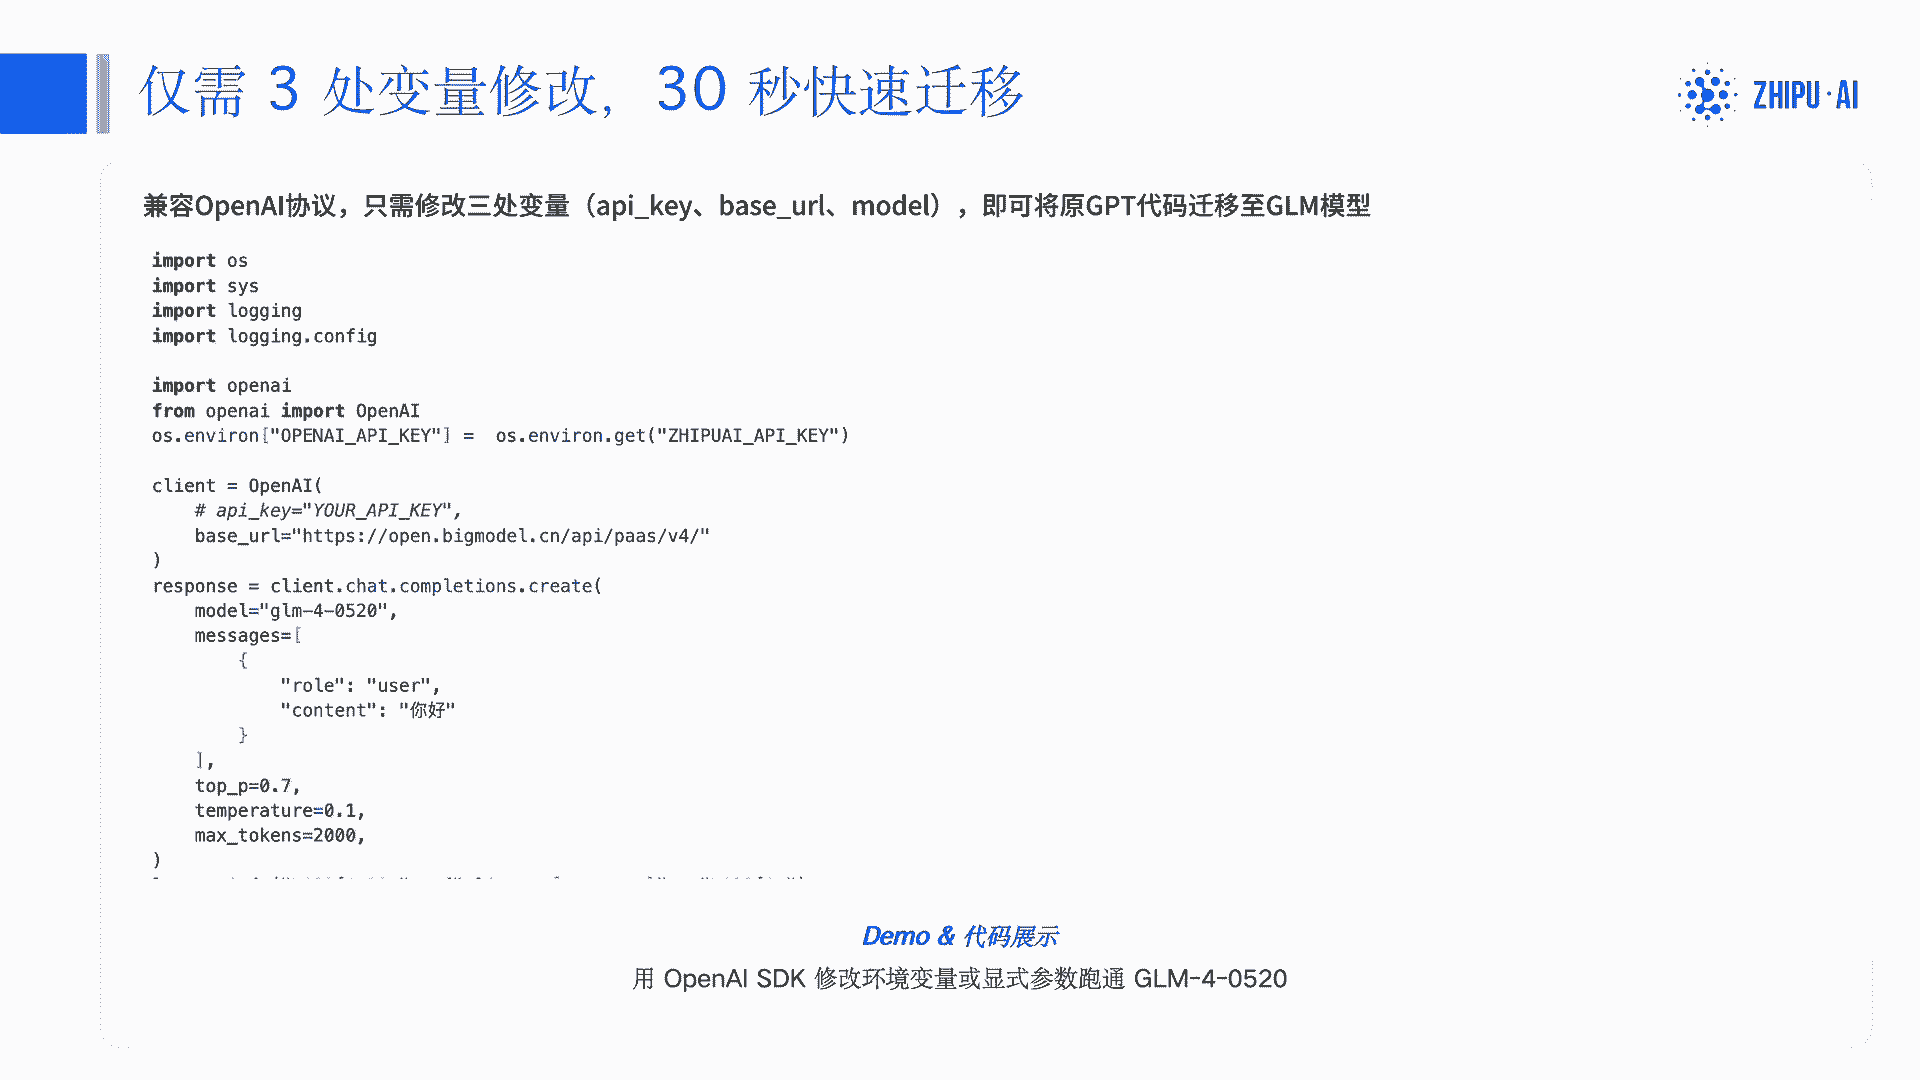 仅需 3 处变量修改，30 秒快速迁移
ZHIPU·AI
兼容OpenAI协议，只需修改三处变量（api_key、base_url、model），即可将原GPT代码迁移至GLM模型
import os
import sys
import logging
import logging.config
import openai
from openai import OpenAI
os.environ["OPENAI_API_KEY"] =  os.environ.get("ZHIPUAI_API_KEY")
client = OpenAI(
    # api_key="YOUR_API_KEY",
    base_url="https://open.bigmodel.cn/api/paas/v4/"
)
response = client.chat.completions.create(
    model="glm-4-0520",
    messages=[
        {
            "role": "user",
            "content": "你好"
        }
    ],
    top_p=0.7,
    temperature=0.1,
    max_tokens=2000,
)
Demo & 代码展示
用 OpenAI SDK 修改环境变量或显式参数跑通 GLM-4-0520